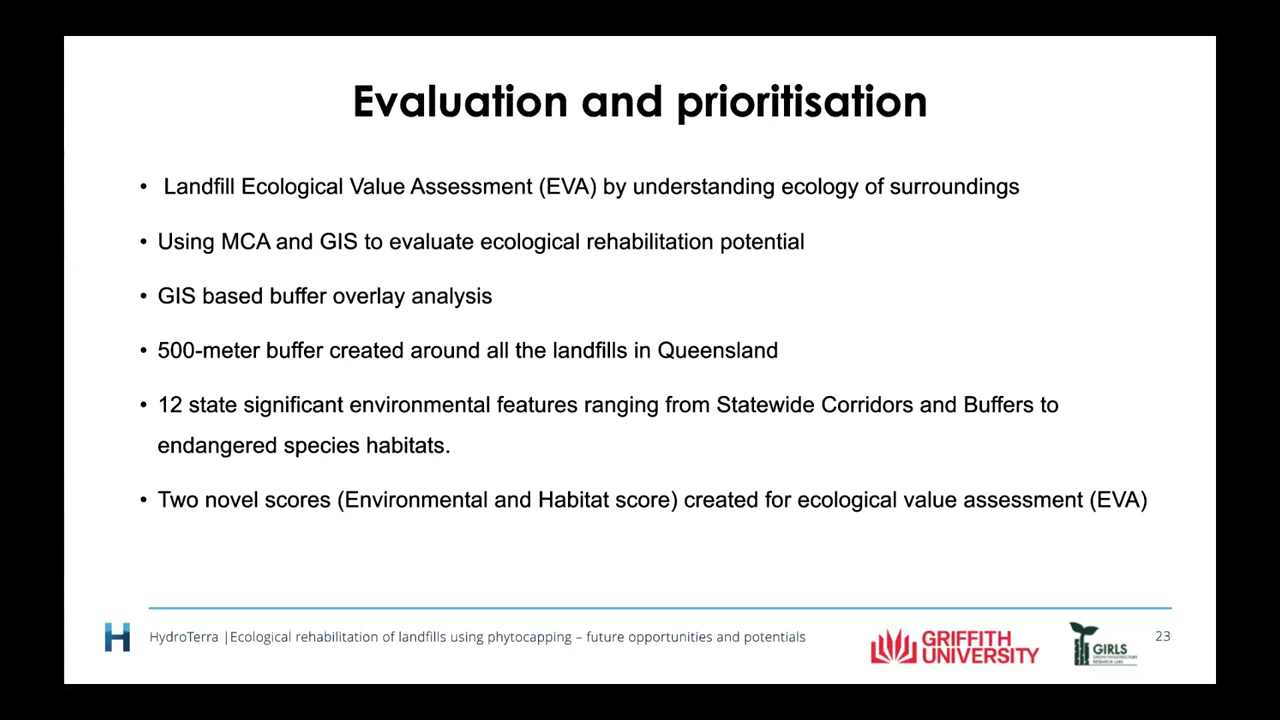 Evaluation and prioritisation
• Landfill Ecological Value Assessment (EVA) by understanding ecology of surroundings
• Using MCA and GIS to evaluate ecological rehabilitation potential
• GIS based buffer overlay analysis
• 500-meter buffer created around all the landfills in Queensland
• 12 state significant environmental features ranging from Statewide Corridors and Buffers to
endangered species habitats.
• Two novel scores (Environmental and Habitat score) created for ecological value assessment (EVA)
H
HydroTerra |Ecological rehabilitation of landfills using phytocapping – future opportunities and potentials
GRIFFITH
UNIVERSITY
GIRLS
GREEN INFRASTRUCTURE
RESEARCH LABS
23